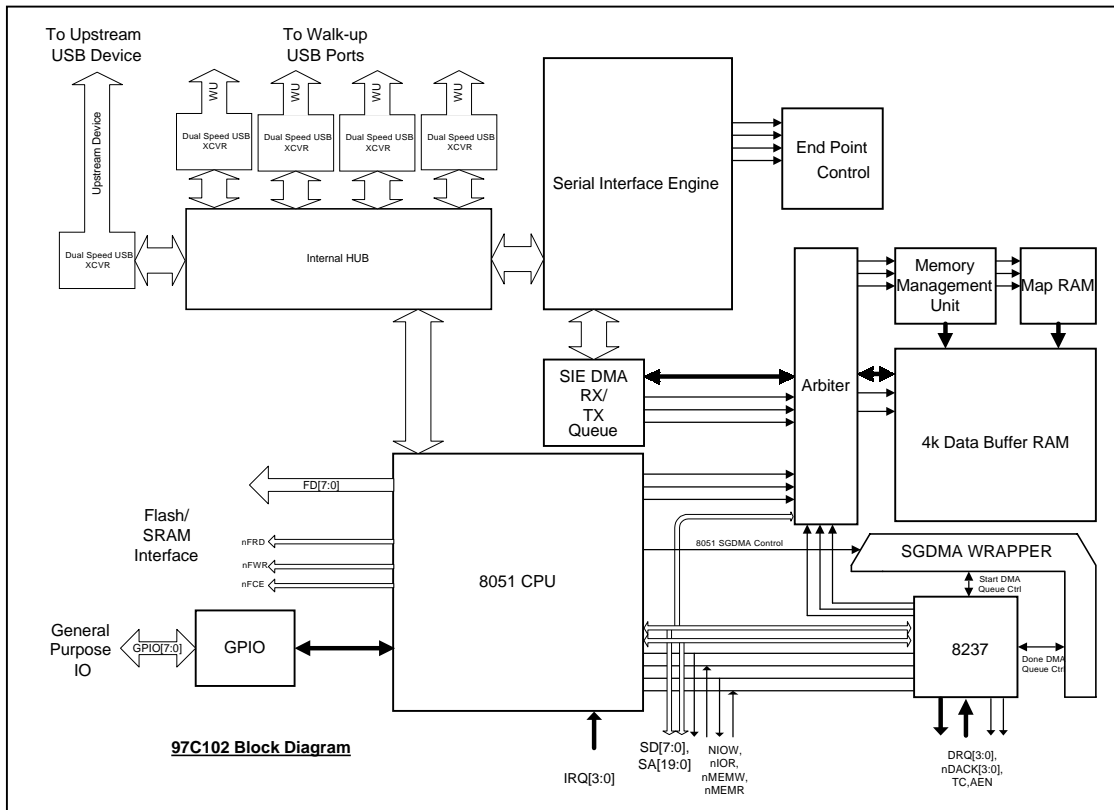 To Upstream
USB Device
To Walk-up
USB Ports
WU
WU
WU
WU
Upstream Device
Dual Speed USB
XCVR
Dual Speed USB
XCVR
Dual Speed USB
XCVR
Dual Speed USB
XCVR
Dual Speed USB
XCVR
Internal HUB
Serial Interface Engine
End Point
Control
Memory
Management
Unit
Map RAM
Arbiter
SIE DMA
RX/
TX
Queue
4k Data Buffer RAM
FD[7:0]
Flash/
SRAM
Interface
nFRD
nFWR
nFCE
8051 CPU
8051 SGDMA Control
SGDMA WRAPPER
Start DMA
Queue Ctrl
8237
Done DMA
Queue Ctrl
General
Purpose
IO
GPIO[7:0]
GPIO
97C102 Block Diagram
IRQ[3:0]
SD[7:0],
SA[19:0]
NIOW,
nIOR,
nMEMW,
nMEMR
DRQ[3:0],
nDACK[3:0],
TC,AEN